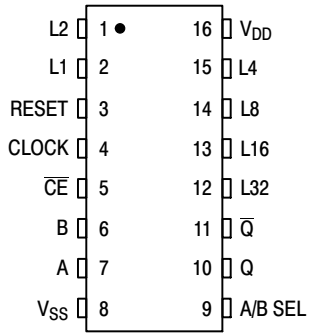 L2 1 16 VDD
L1 2 15 L4
RESET 3 14 L8
CLOCK 4 13 L16
C̅E̅ 5 12 L32
B 6 11 Q̅
A 7 10 Q
VSS 8 9 A/B SEL